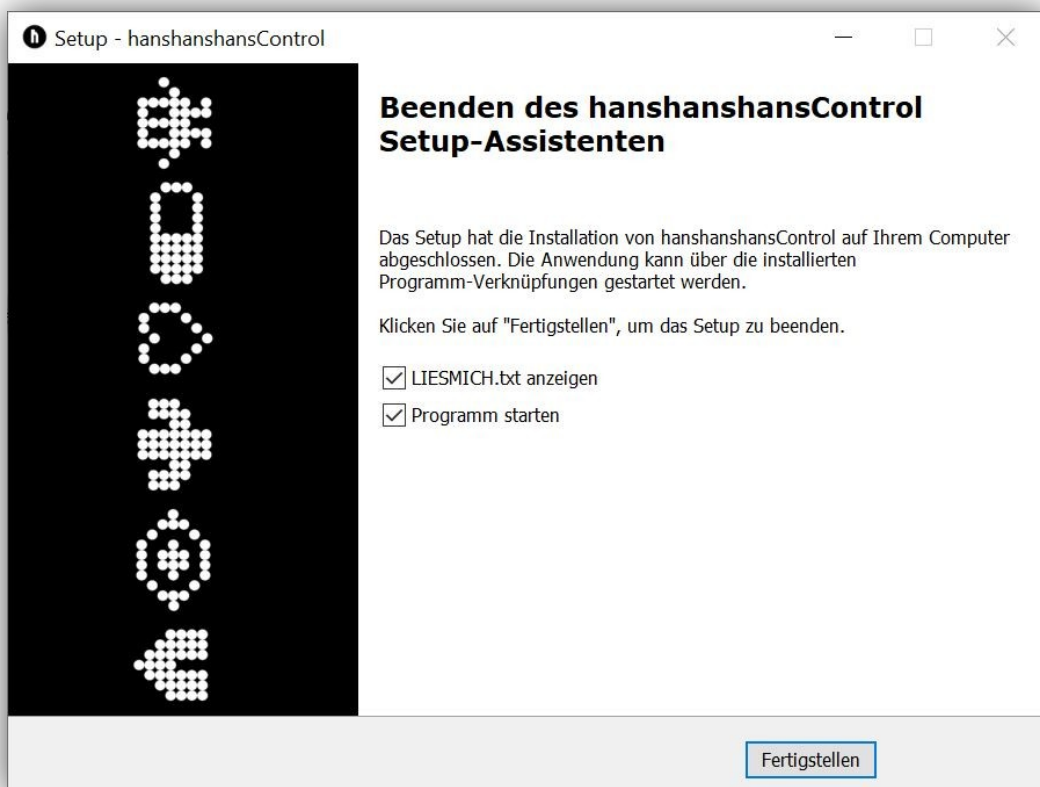 h
Setup - hanshanshansControl
Beenden des hanshanshansControl
Setup-Assistenten
Das Setup hat die Installation von hanshanshansControl auf Ihrem Computer
abgeschlossen. Die Anwendung kann über die installierten
Programm-Verknüpfungen gestartet werden.
Klicken Sie auf "Fertigstellen", um das Setup zu beenden.
LIESMICH.txt anzeigen
Programm starten
Fertigstellen